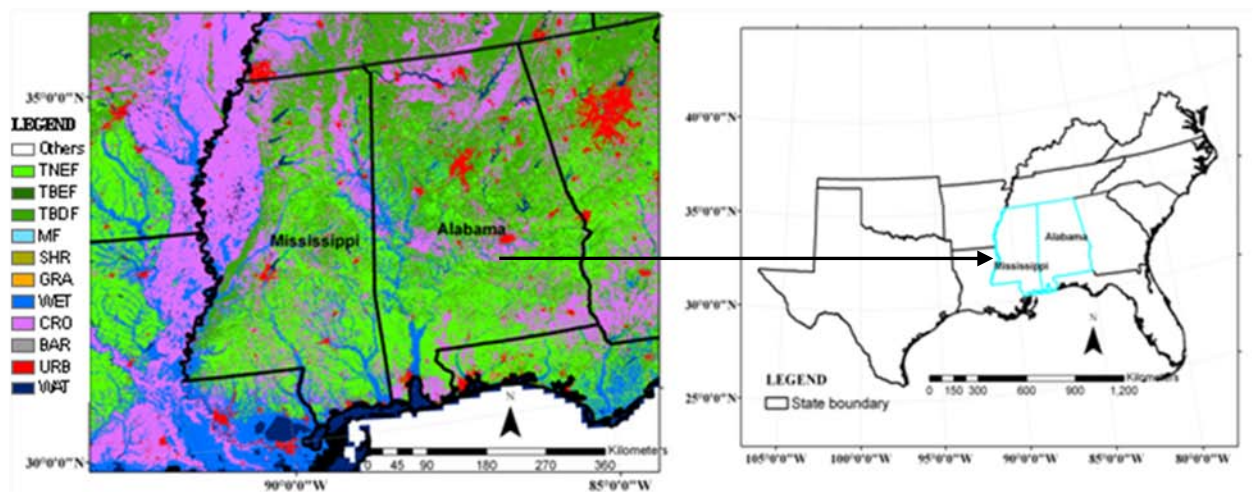 35°0'0"N
LEGEND
Others
TNEF
TBEF
TBDF
MF
SHR
GRA
WET
CRO
BAR
URB
WAT
30°0'0"N
Mississippi
Alabama
N
Kilometers
0 45 90 180 270 360
90°0'0"W 85°0'0"W
40°0'0"N
35°0'0"N
30°0'0"N
25°0'0"N
Alabama
Mississippi
N
LEGEND
State boundary
Kilometers
0 150 300 600 900 1,200
105°0'0"W 100°0'0"W 90°0'0"W 85°0'0"W 80°0'0"W